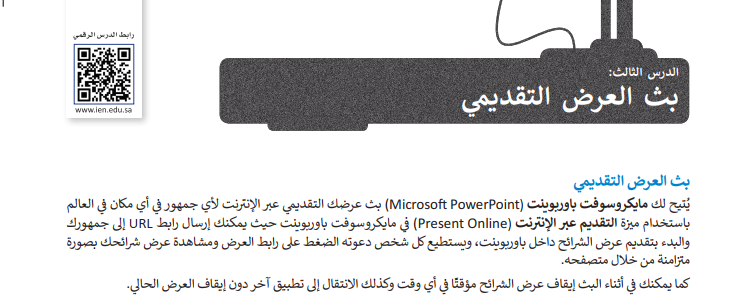 رابط الدرس الرقمي
www.ien.edu.sa
الدرس الثالث:
بث العرض التقديمي
بث العرض التقديمي
يُتيح لك مايكروسوفت باوربوينت (Microsoft PowerPoint) بث عرضك التقديمي عبر الإنترنت لأي جمهور في أي مكان في العالم
باستخدام ميزة التقديم عبر الإنترنت (Present Online) في مايكروسوفت باوربوينت حيث يمكنك إرسال رابط URL إلى جمهورك
والبدء بتقديم عرض الشرائح داخل باوربوينت، ويستطيع كل شخص دعوته الضغط على رابط العرض ومشاهدة عرض شرائحك بصورة
متزامنة من خلال متصفحه.
كما يمكنك في أثناء البث إيقاف عرض الشرائح مؤقتًا في أي وقت وكذلك الانتقال إلى تطبيق آخر دون إيقاف العرض الحالي.